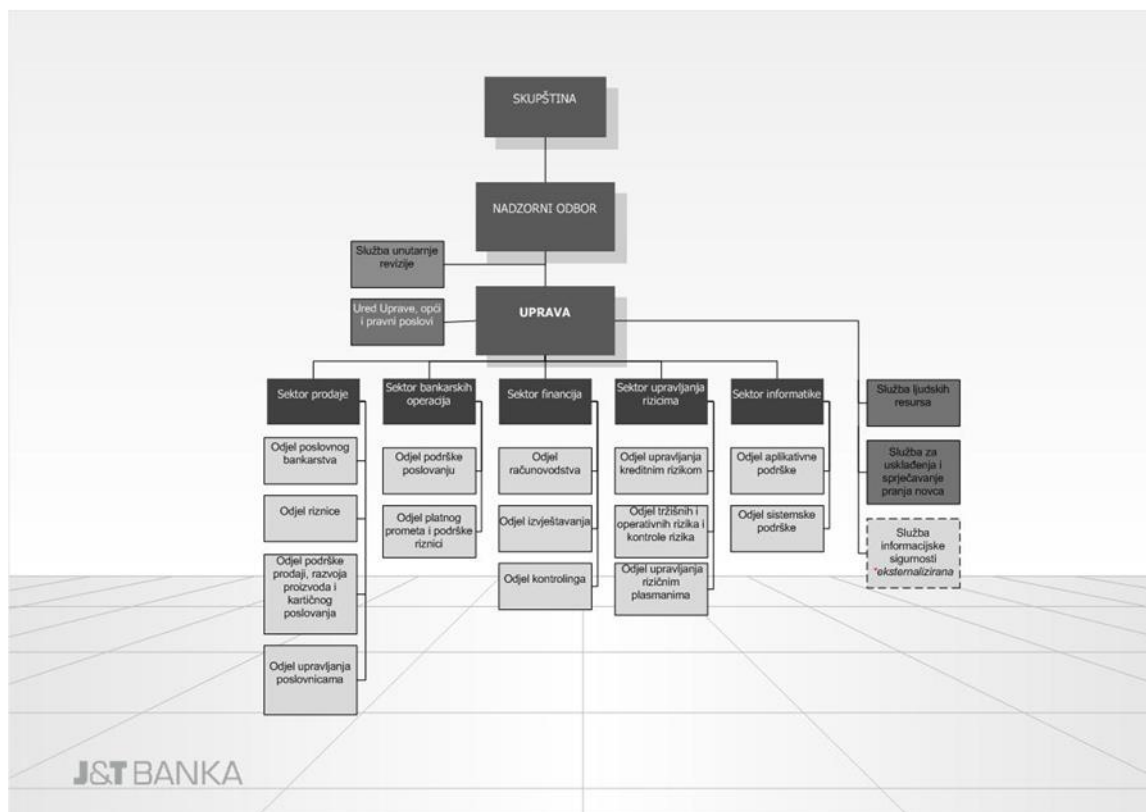 SKUPŠTINA
NADZORNI ODBOR
Služba unutarnje
revizije
Ured Uprave, opći
i pravni poslovi
UPRAVA
Sektor prodaje
Odjel poslovnog
bankarstva
Odjel riznice
Odjel podrške
prodaji, razvoja
proizvoda i
kartičnog
poslovanja
Odjel upravljanja
poslovnicama
Sektor bankarskih
operacija
Odjel podrške
poslovanju
Odjel platnog
prometa i podrške
riznici
Sektor financija
Odjel
računovodstva
Odjel izvještavanja
Odjel kontrolinga
Sektor upravljanja
rizicima
Odjel upravljanja
kreditnim rizikom
Odjel tržišnih i
operativnih rizika i
kontrole rizika
Odjel upravljanja
rizičnim
plasmanima
Sektor informatike
Odjel aplikativne
podrške
Odjel sistemske
podrške
Služba ljudskih
resursa
Služba za
usklađenja i
sprječavanje
pranja novca
Služba
informacijske
sigurnosti
*eksternalizirana
J&T BANKA